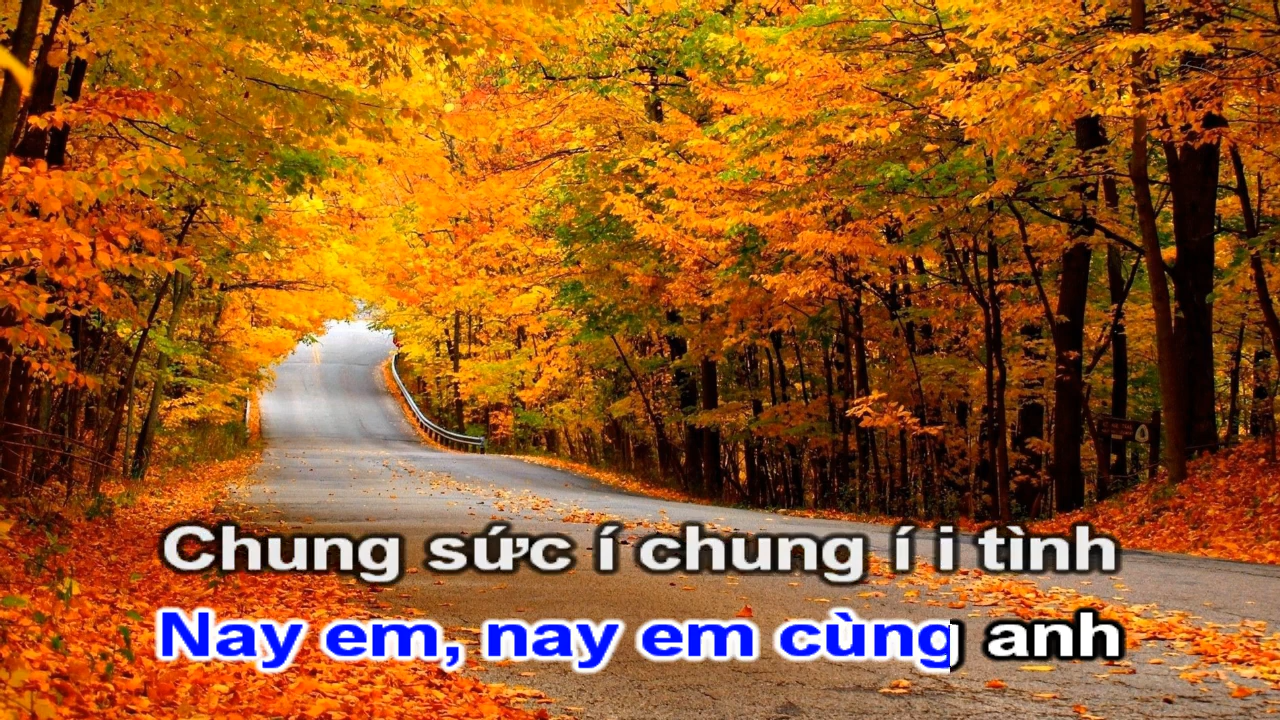 Chung sức í chung í i tình
Nay em, nay em cùng anh